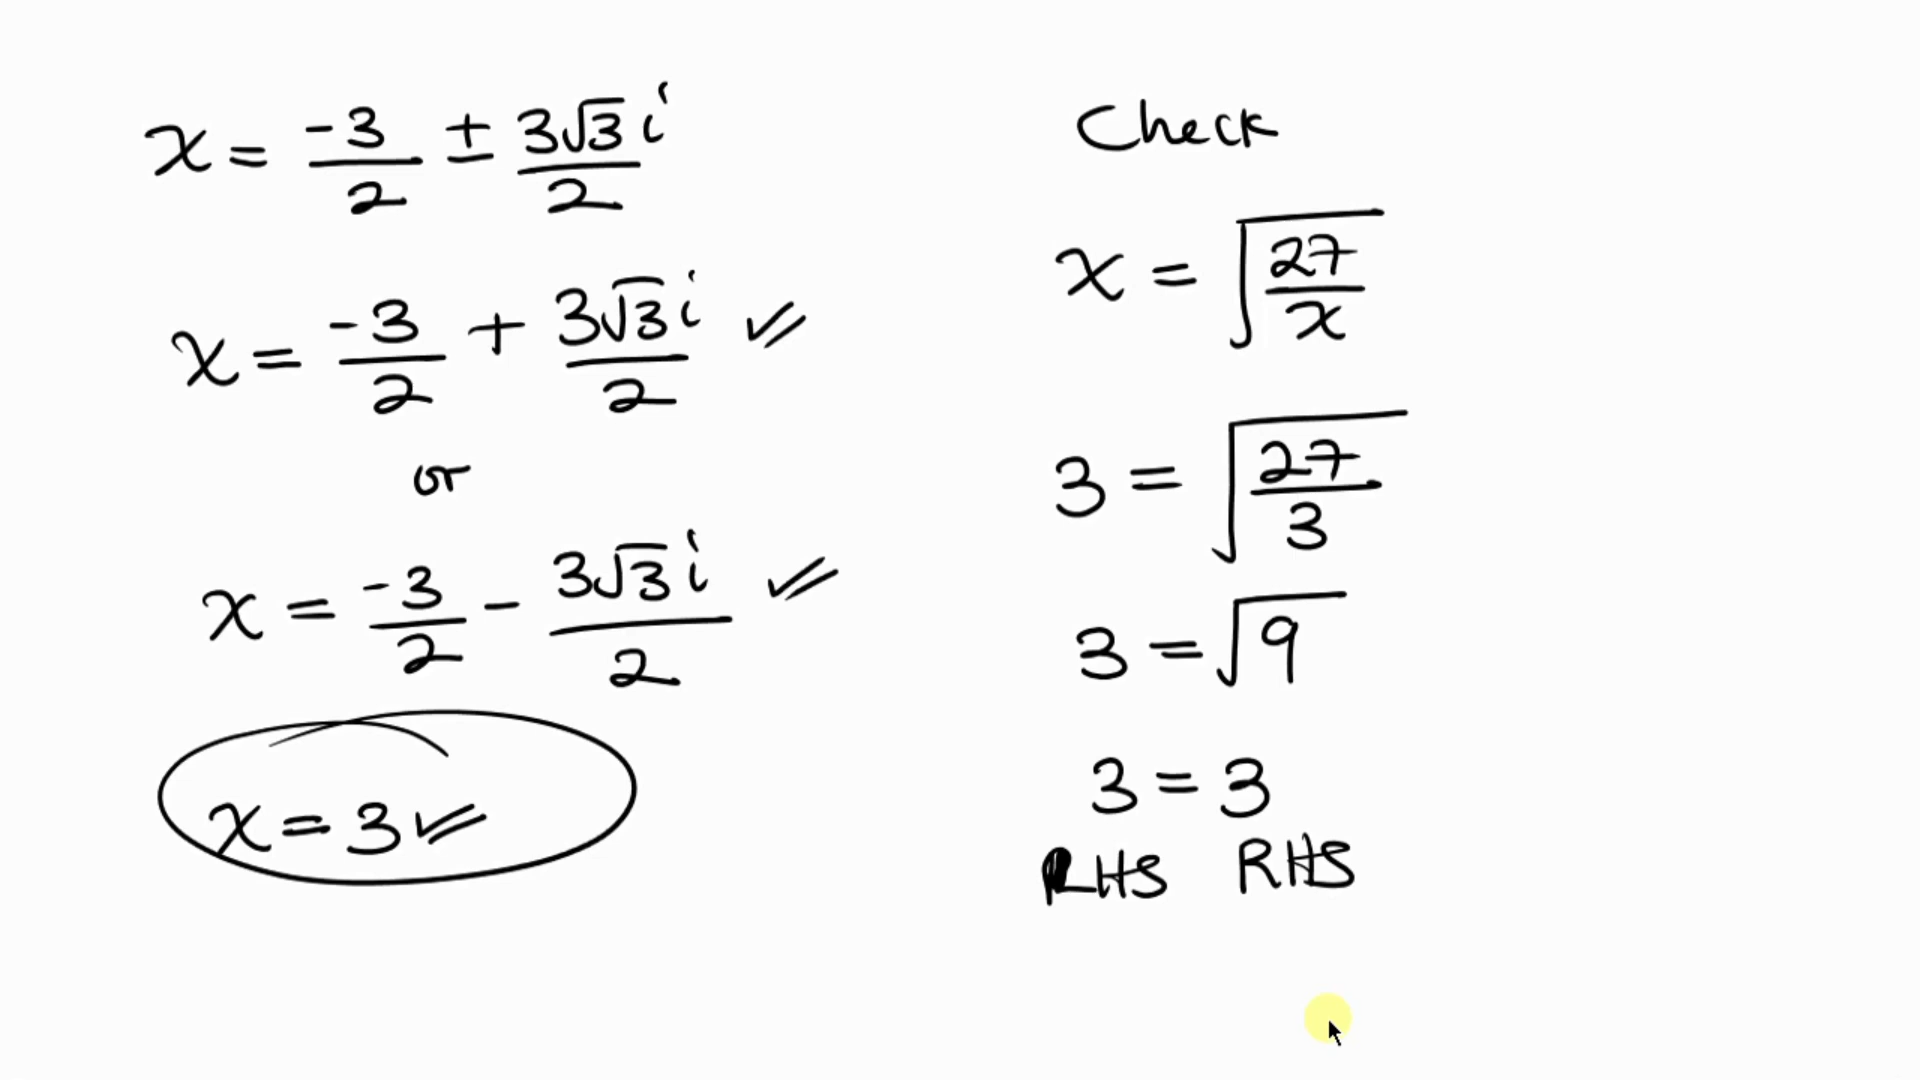 x = -3/2 ± 3√3 i/2
x = -3/2 + 3√3 i/2 ✓
or
x = -3/2 - 3√3 i/2 ✓
x = 3 ✓
Check
x = √(27/x)
3 = √(27/3)
3 = √9
3 = 3
LHS RHS